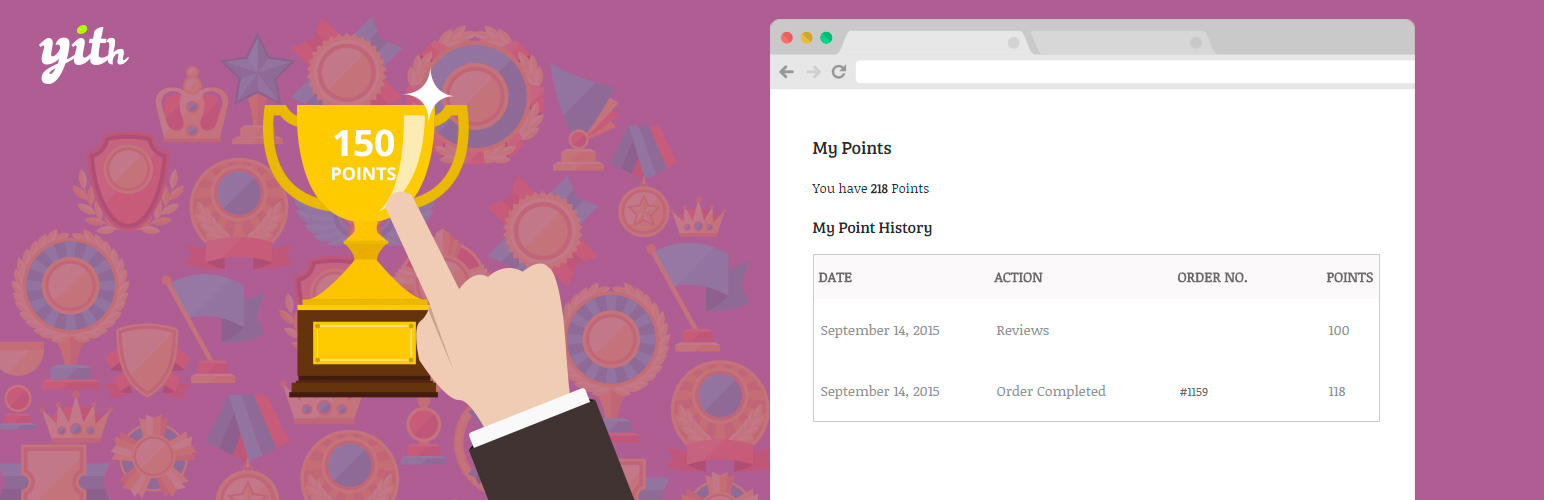 yith
150
POINTS
My Points
You have 218 Points
My Point History
DATE ACTION ORDER NO. POINTS
September 14, 2015 Reviews 100
September 14, 2015 Order Completed #1159 118